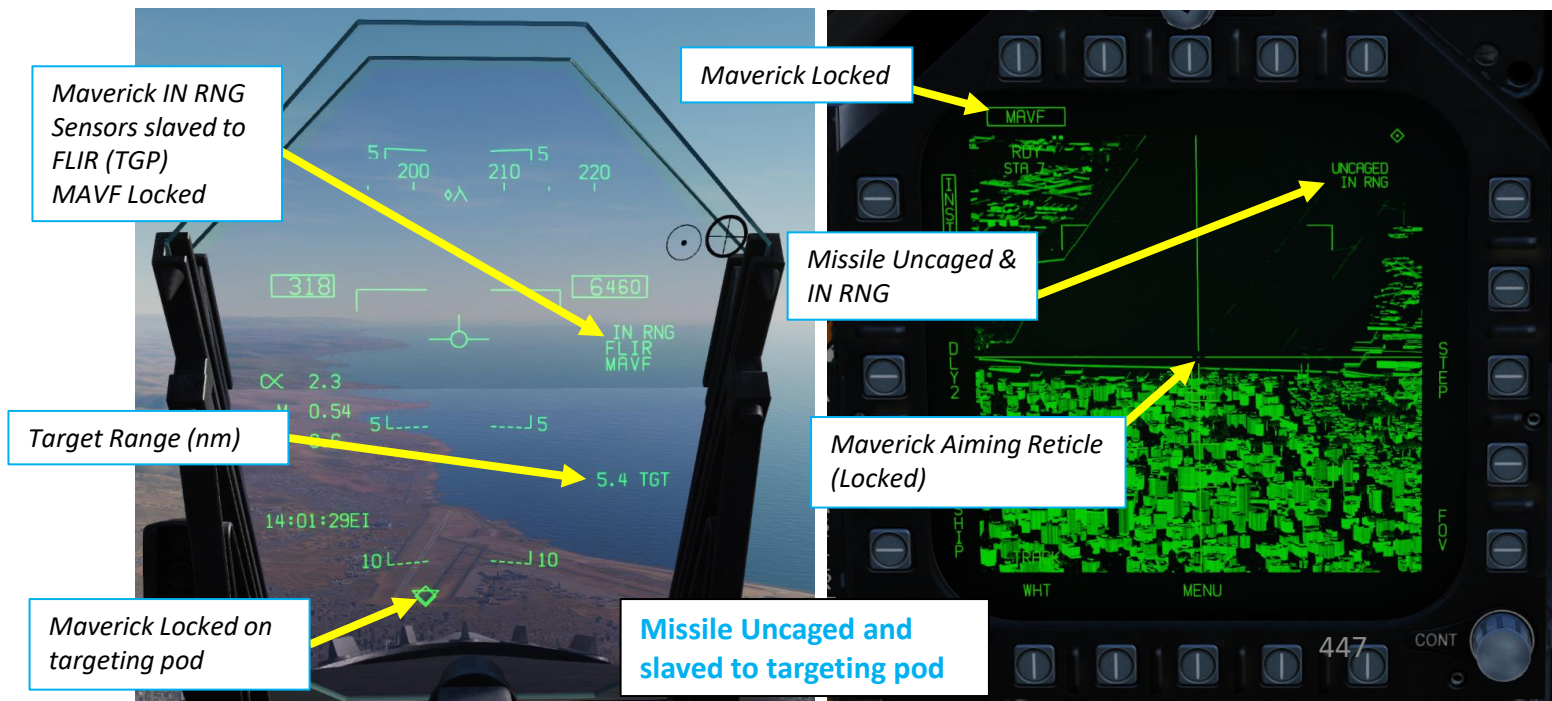 Maverick IN RNG
Sensors slaved to
FLIR (TGP)
MAVF Locked
5 5
200 210 220
318 6460
IN RNG
FLIR
MAVF
α 2.3
M 0.54
5 5
Target Range (nm)
5.4 TGT
14:01:29EI
10 10
Maverick Locked on
targeting pod
Missile Uncaged and
slaved to targeting pod
Maverick Locked
MAVF
RDY
STA 7
INST
UNCAGED
IN RNG
Missile Uncaged &
IN RNG
DLY2
STEP
Maverick Aiming Reticle
(Locked)
SHIP
FOV
TRACK
WHT MENU
447
CONT